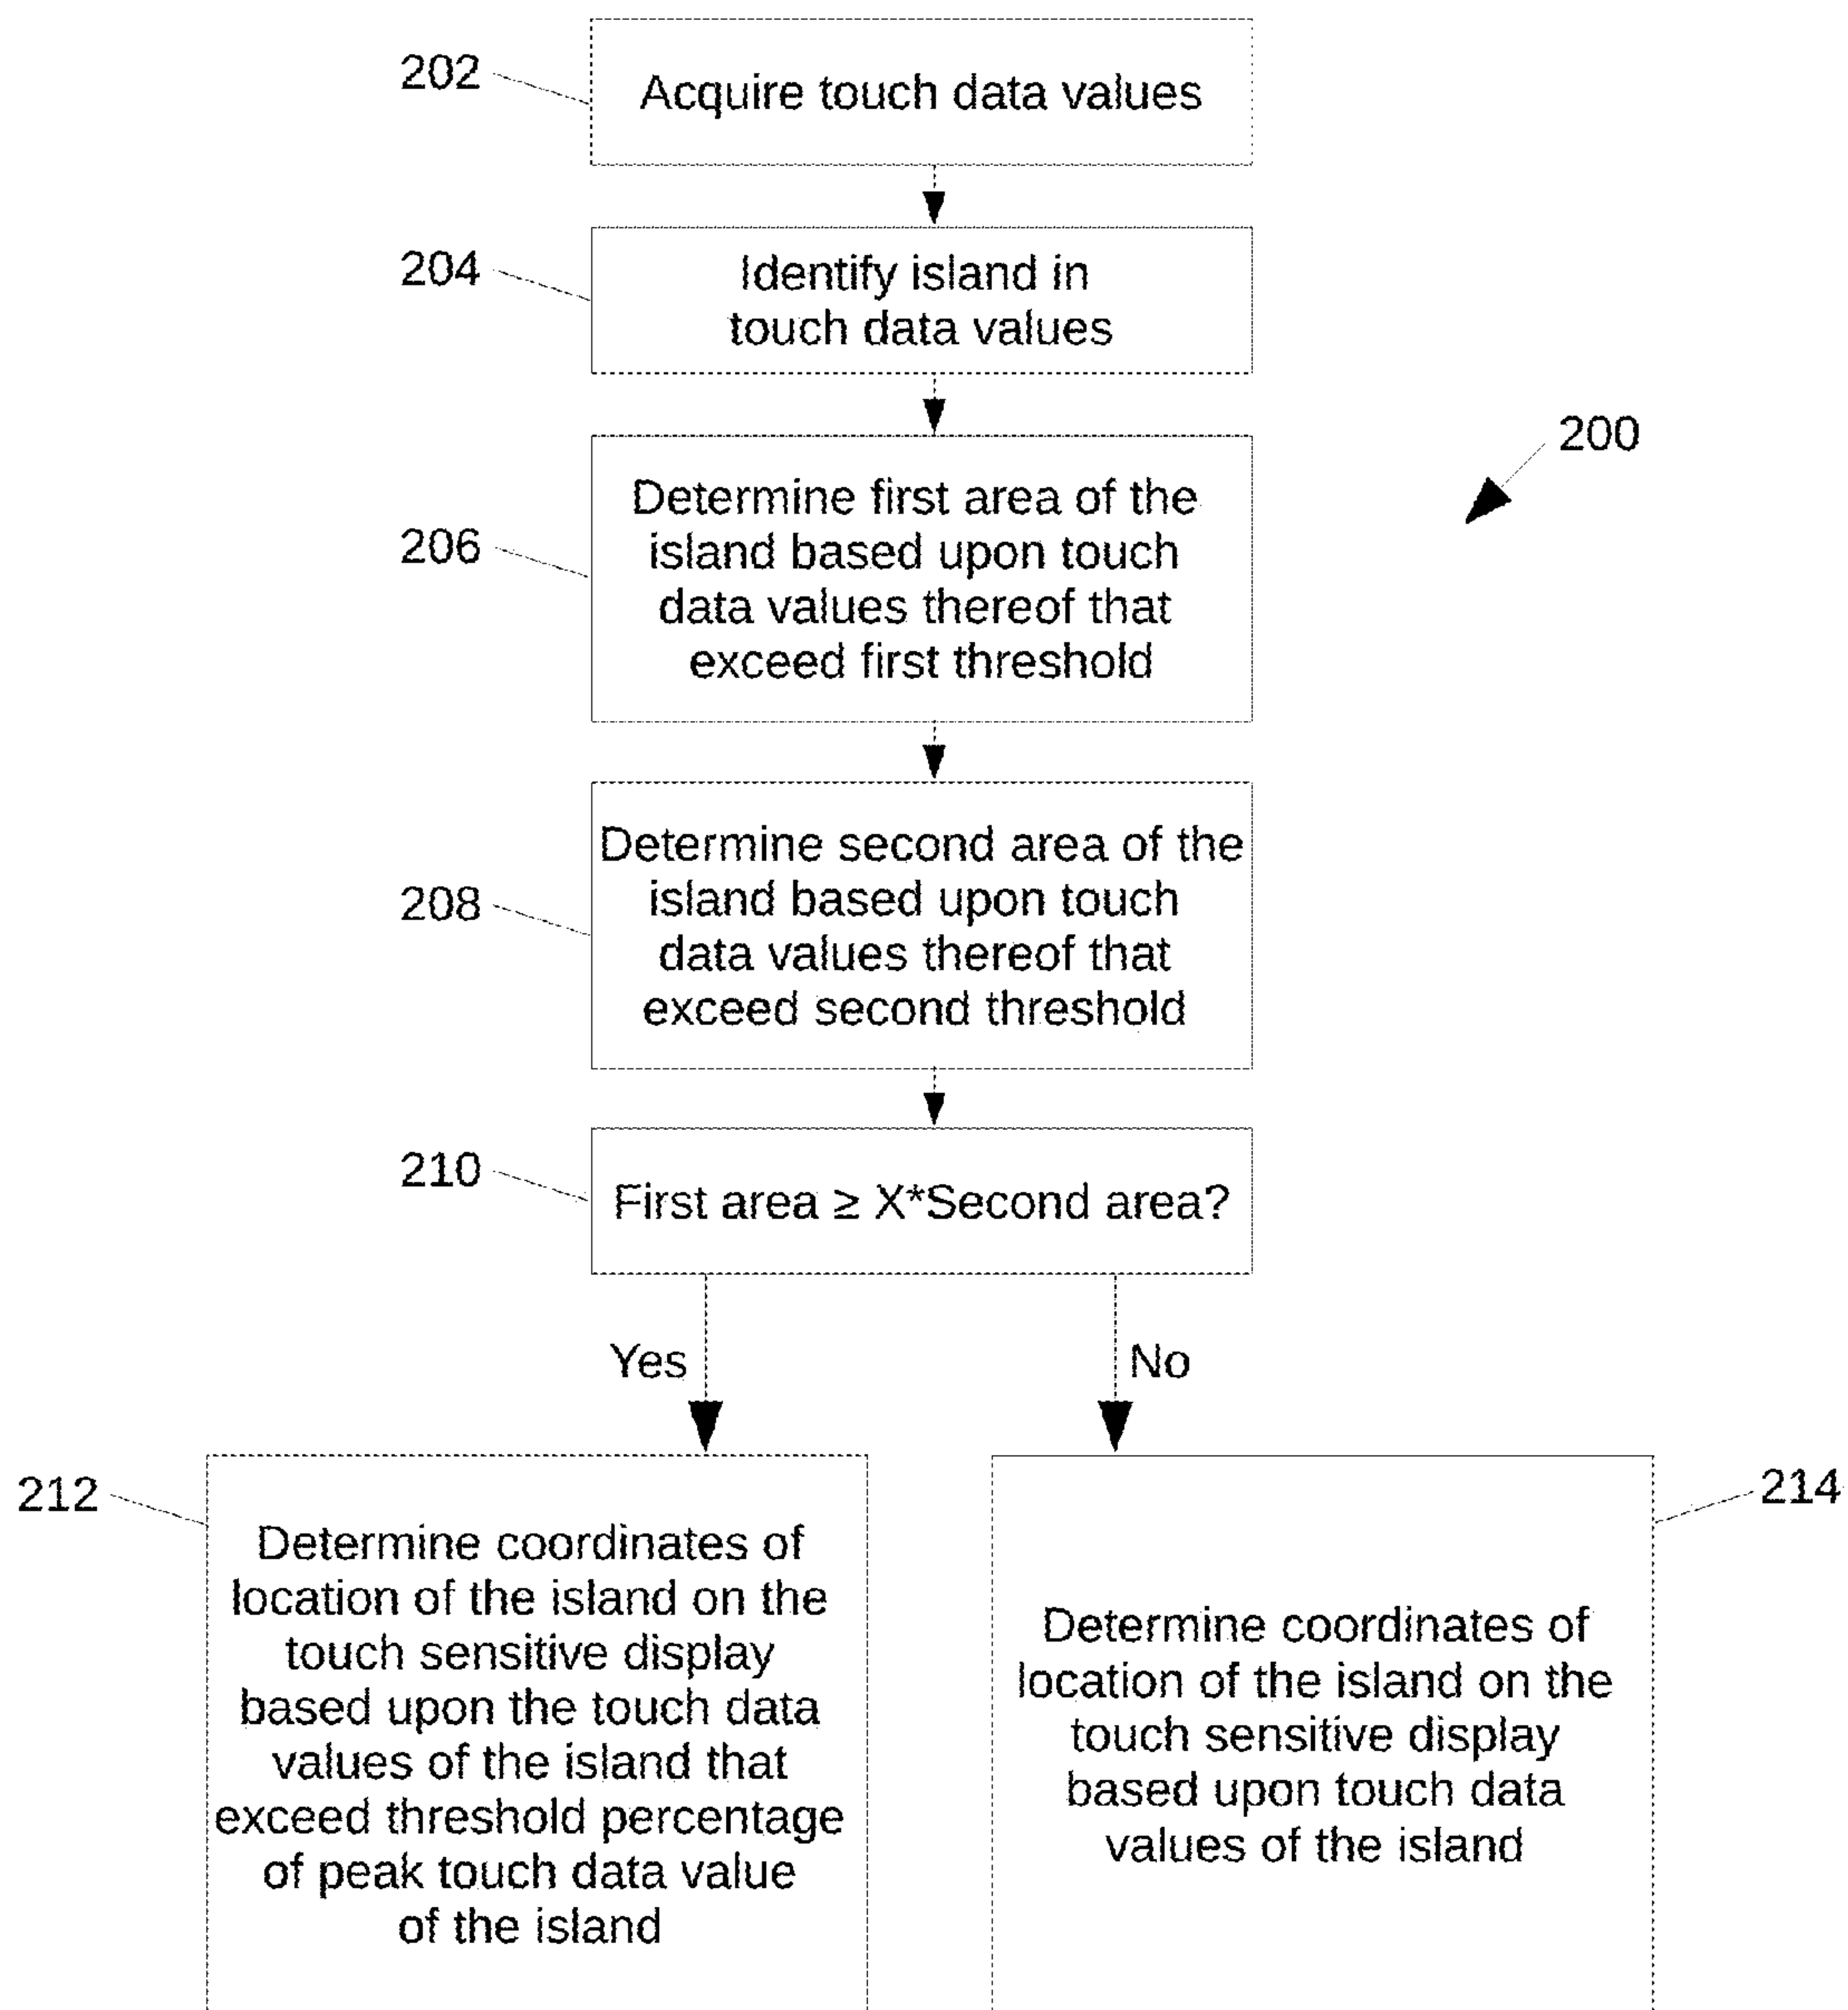 202
Acquire touch data values
204
Identify island in
touch data values
200
206
Determine first area of the
island based upon touch
data values thereof that
exceed first threshold
208
Determine second area of the
island based upon touch
data values thereof that
exceed second threshold
210
First area ≥ X*Second area?
Yes
No
212
Determine coordinates of
location of the island on the
touch sensitive display
based upon the touch data
values of the island that
exceed threshold percentage
of peak touch data value
of the island
214
Determine coordinates of
location of the island on the
touch sensitive display
based upon touch data
values of the island